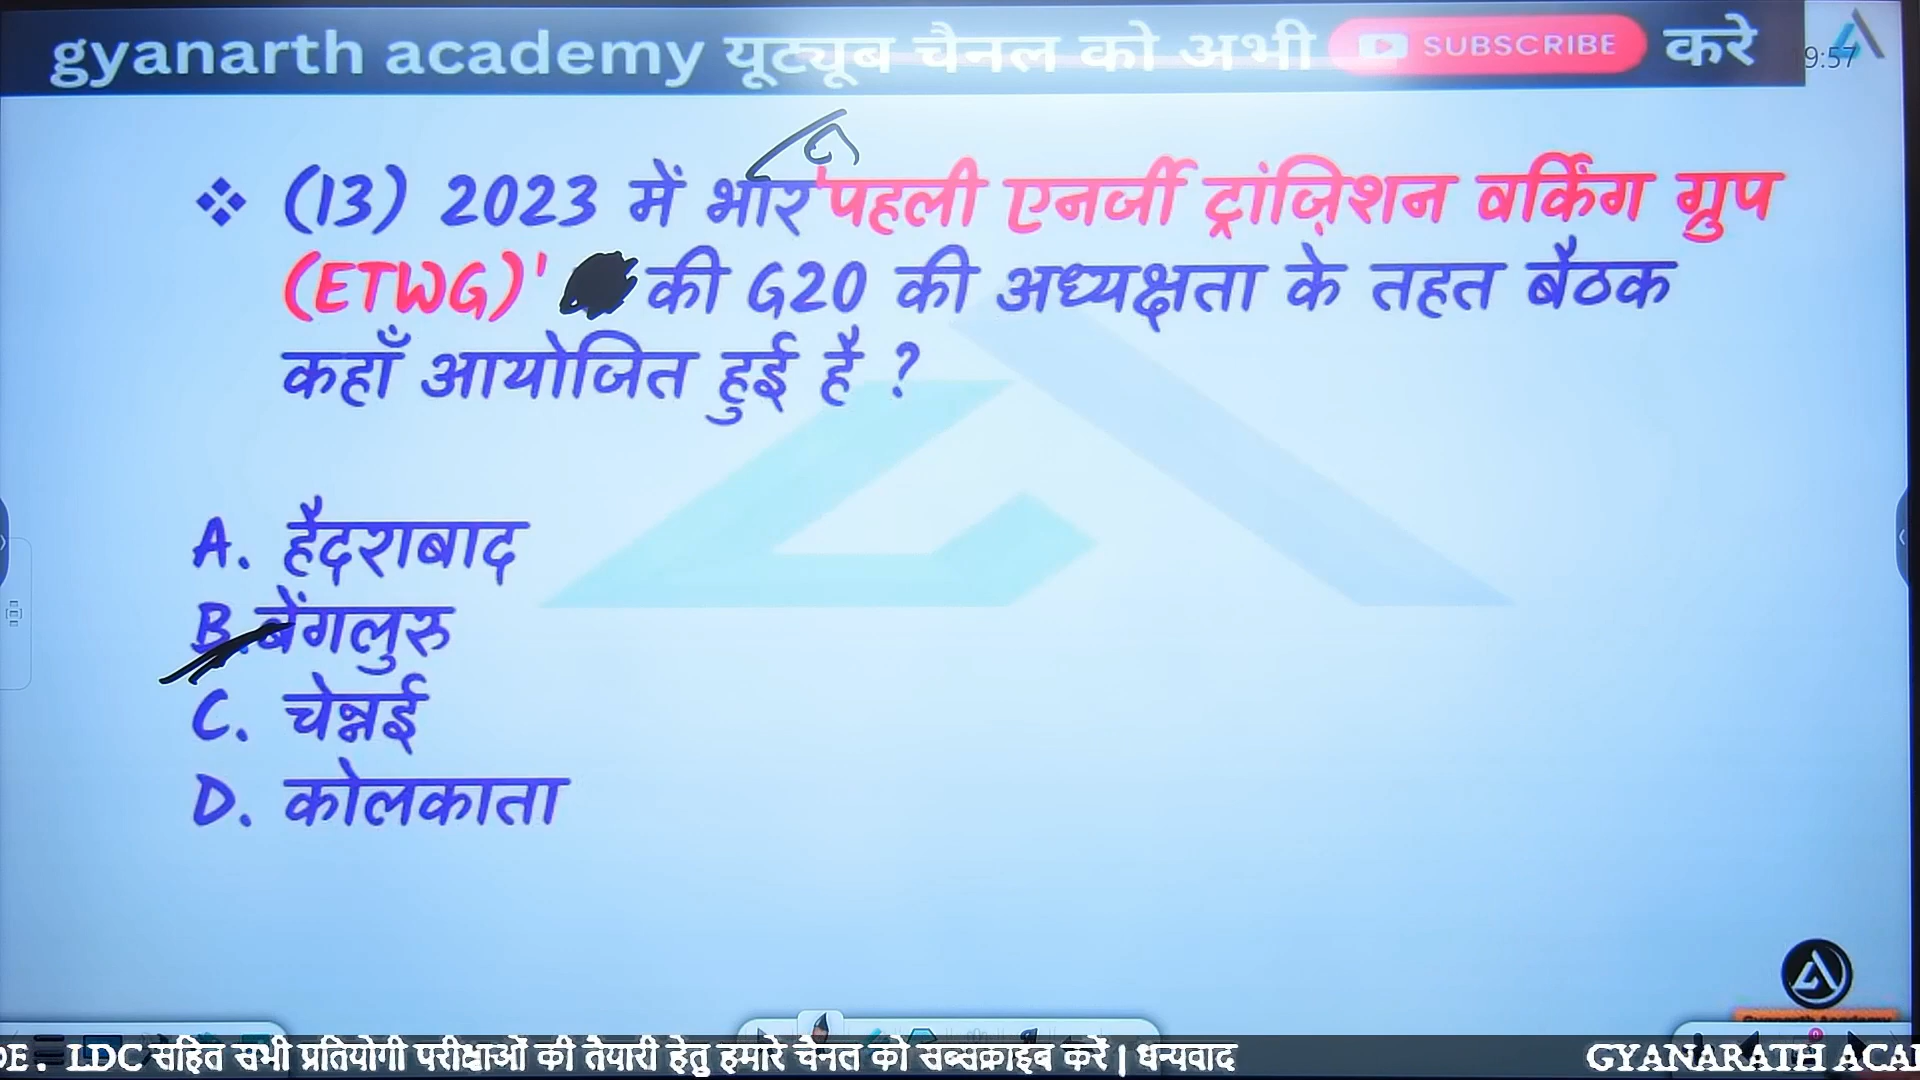 gyanarth academy यूट्यूब चैनल को अभी SUBSCRIBE करे
9:57
❖ (13) 2023 में भार'पहली एनर्जी ट्रांज़िशन वर्किंग ग्रुप
(ETWG)' की G20 की अध्यक्षता के तहत बैठक
कहाँ आयोजित हुई है ?
A. हैदराबाद
B. बेंगलुरु
C. चेन्नई
D. कोलकाता
DE . LDC सहित सभी प्रतियोगी परीक्षाओं की तैयारी हेतु हमारे चैनल को सब्सक्राइब करें | धन्यवाद
GYANARATH ACA